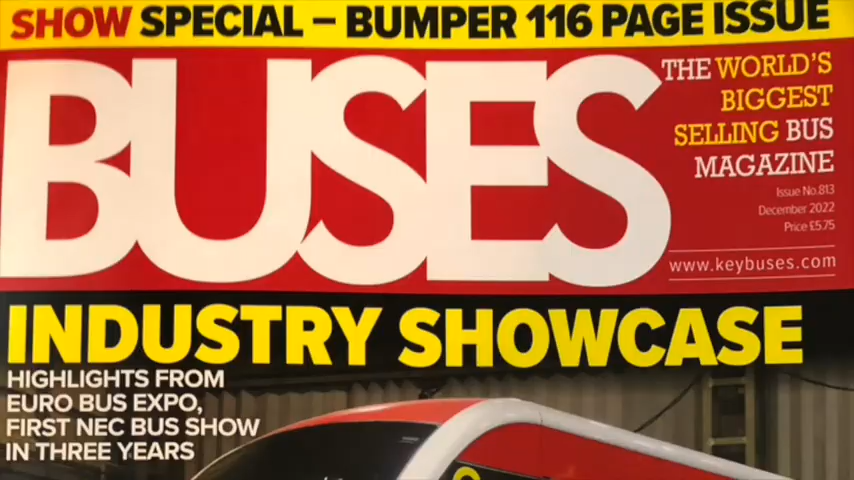 SHOW SPECIAL – BUMPER 116 PAGE ISSUE
BUSES
THE WORLD'S
BIGGEST
SELLING BUS
MAGAZINE
Issue No.813
December 2022
Price £5.75
www.keybuses.com
INDUSTRY SHOWCASE
HIGHLIGHTS FROM
EURO BUS EXPO,
FIRST NEC BUS SHOW
IN THREE YEARS